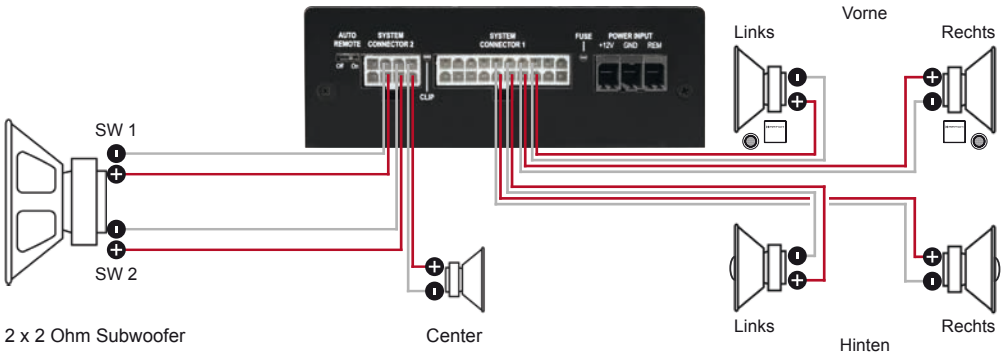 AUTO REMOTE
Off On
SYSTEM CONNECTOR 2
CLIP
SYSTEM CONNECTOR 1
FUSE
POWER INPUT
+12V GND REM
Vorne
Links
Rechts
SW 1
SW 2
2 x 2 Ohm Subwoofer
Center
Links
Rechts
Hinten